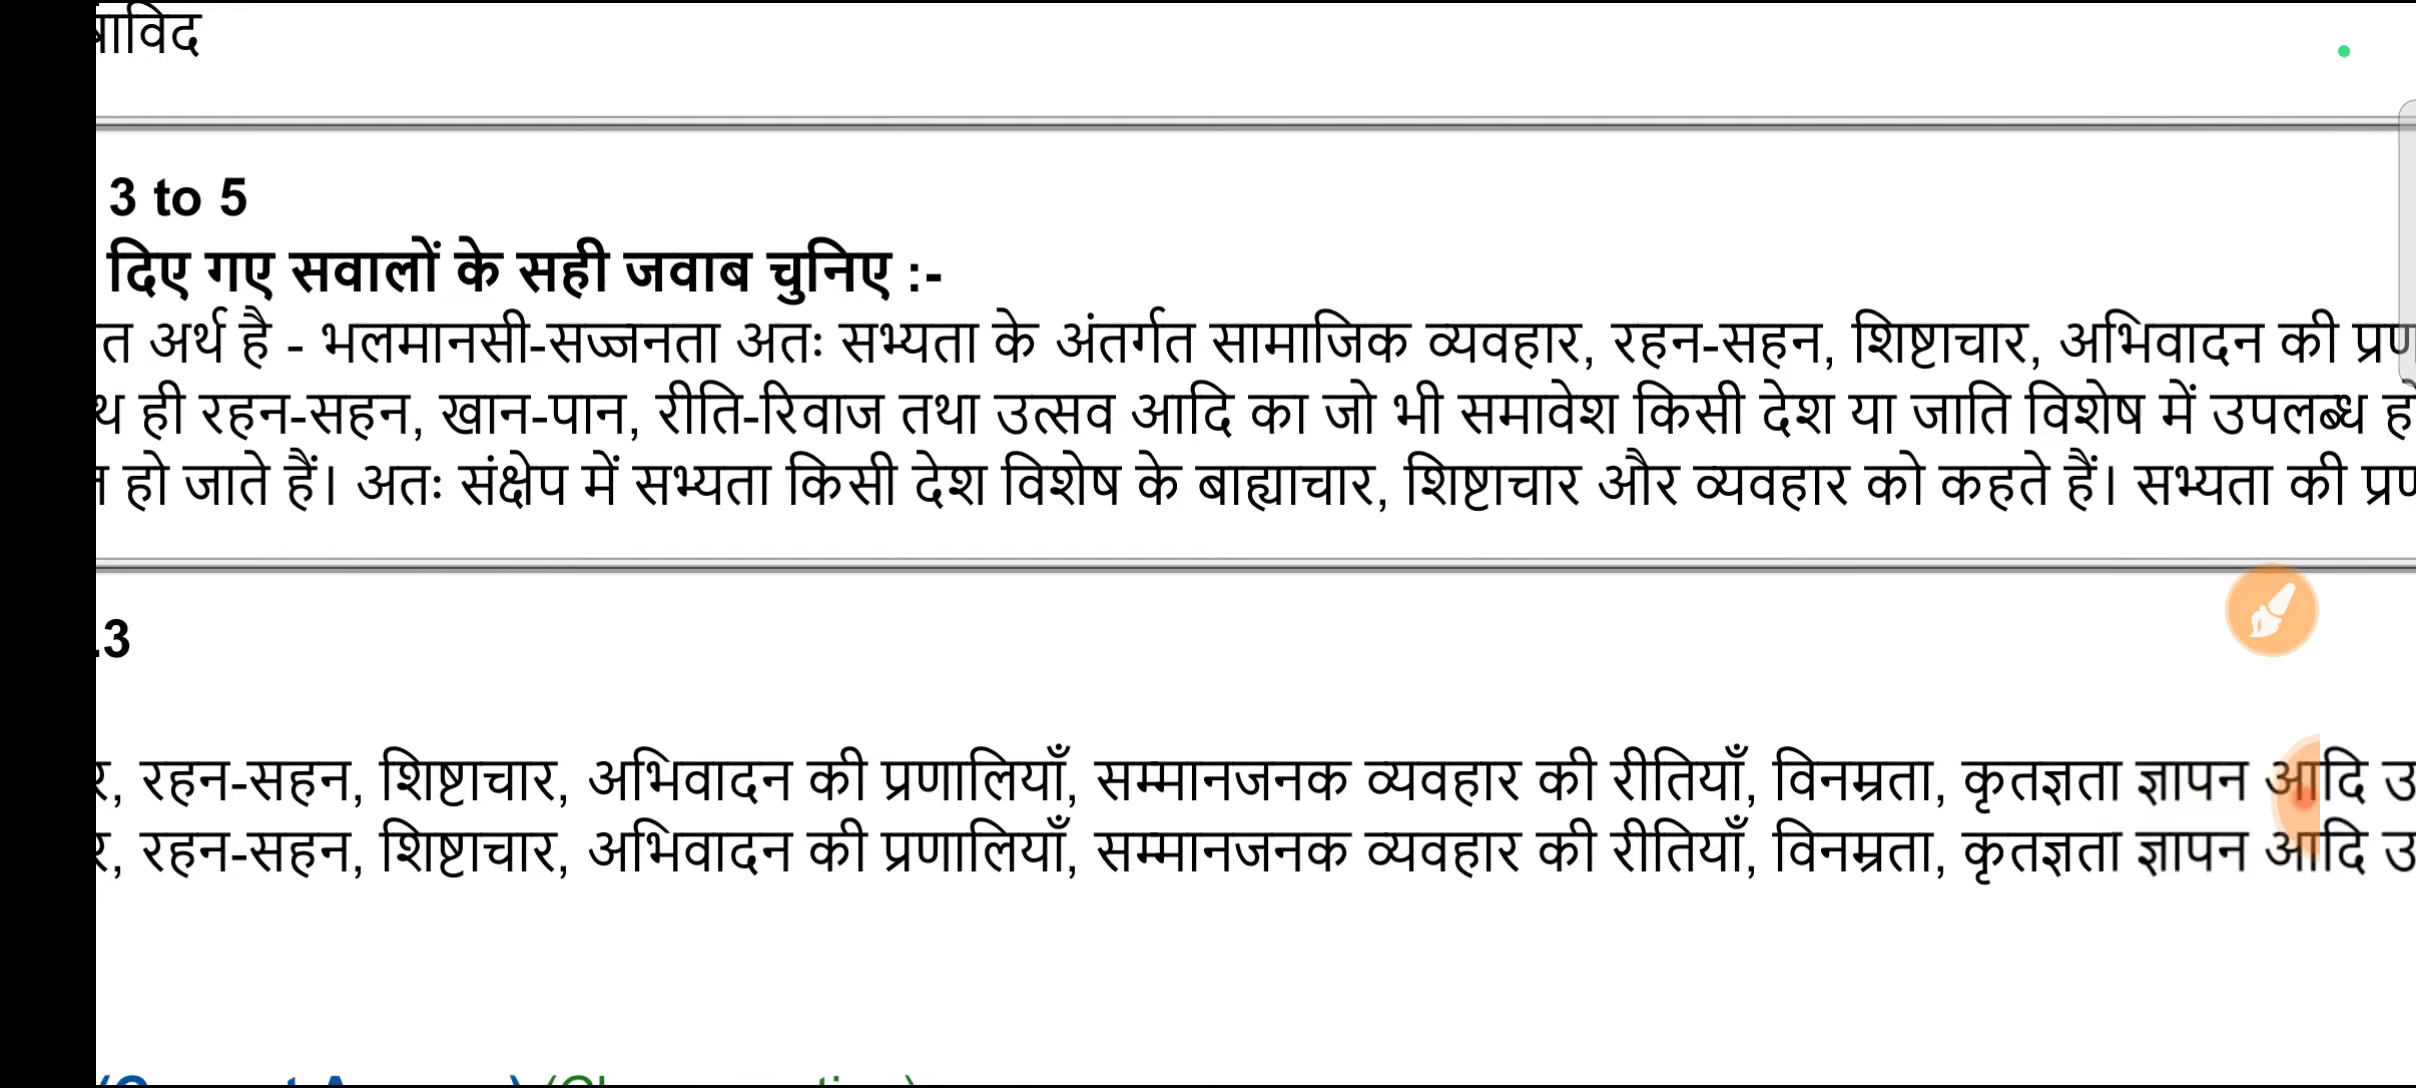 3 to 5
दिए गए सवालों के सही जवाब चुनिए :-
त अर्थ है - भलमानसी-सज्जनता अतः सभ्यता के अंतर्गत सामाजिक व्यवहार, रहन-सहन, शिष्टाचार, अभिवादन की
थ ही रहन-सहन, खान-पान, रीति-रिवाज तथा उत्सव आदि का जो भी समावेश किसी देश या जाति विशेष में उपलब्ध
हो जाते हैं। अतः संक्षेप में सभ्यता किसी देश विशेष के बाह्याचार, शिष्टाचार और व्यवहार को कहते हैं। सभ्यता की
.3
र, रहन-सहन, शिष्टाचार, अभिवादन की प्रणालियाँ, सम्मानजनक व्यवहार की रीतियाँ, विनम्रता, कृतज्ञता ज्ञापन आदि उ
र, रहन-सहन, शिष्टाचार, अभिवादन की प्रणालियाँ, सम्मानजनक व्यवहार की रीतियाँ, विनम्रता, कृतज्ञता ज्ञापन आदि उ